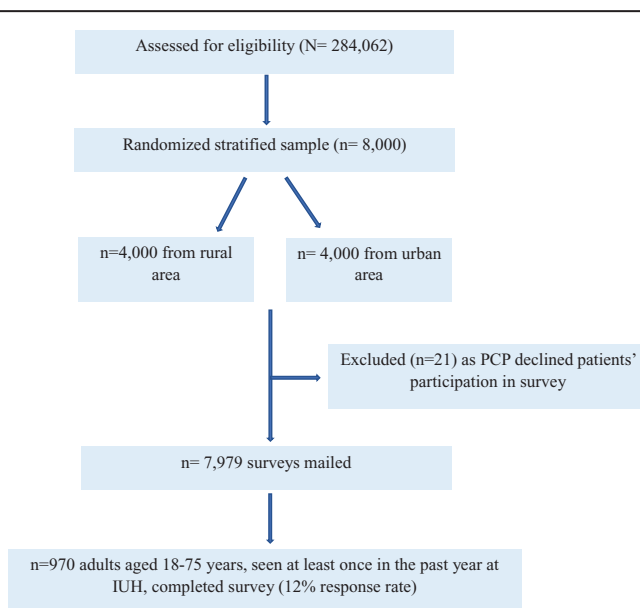 Assessed for eligibility (N= 284,062)
Randomized stratified sample (n= 8,000)
n=4,000 from rural
area
n= 4,000 from urban
area
Excluded (n=21) as PCP declined patients’
participation in survey
n= 7,979 surveys mailed
n=970 adults aged 18-75 years, seen at least once in the past year at
IUH, completed survey (12% response rate)